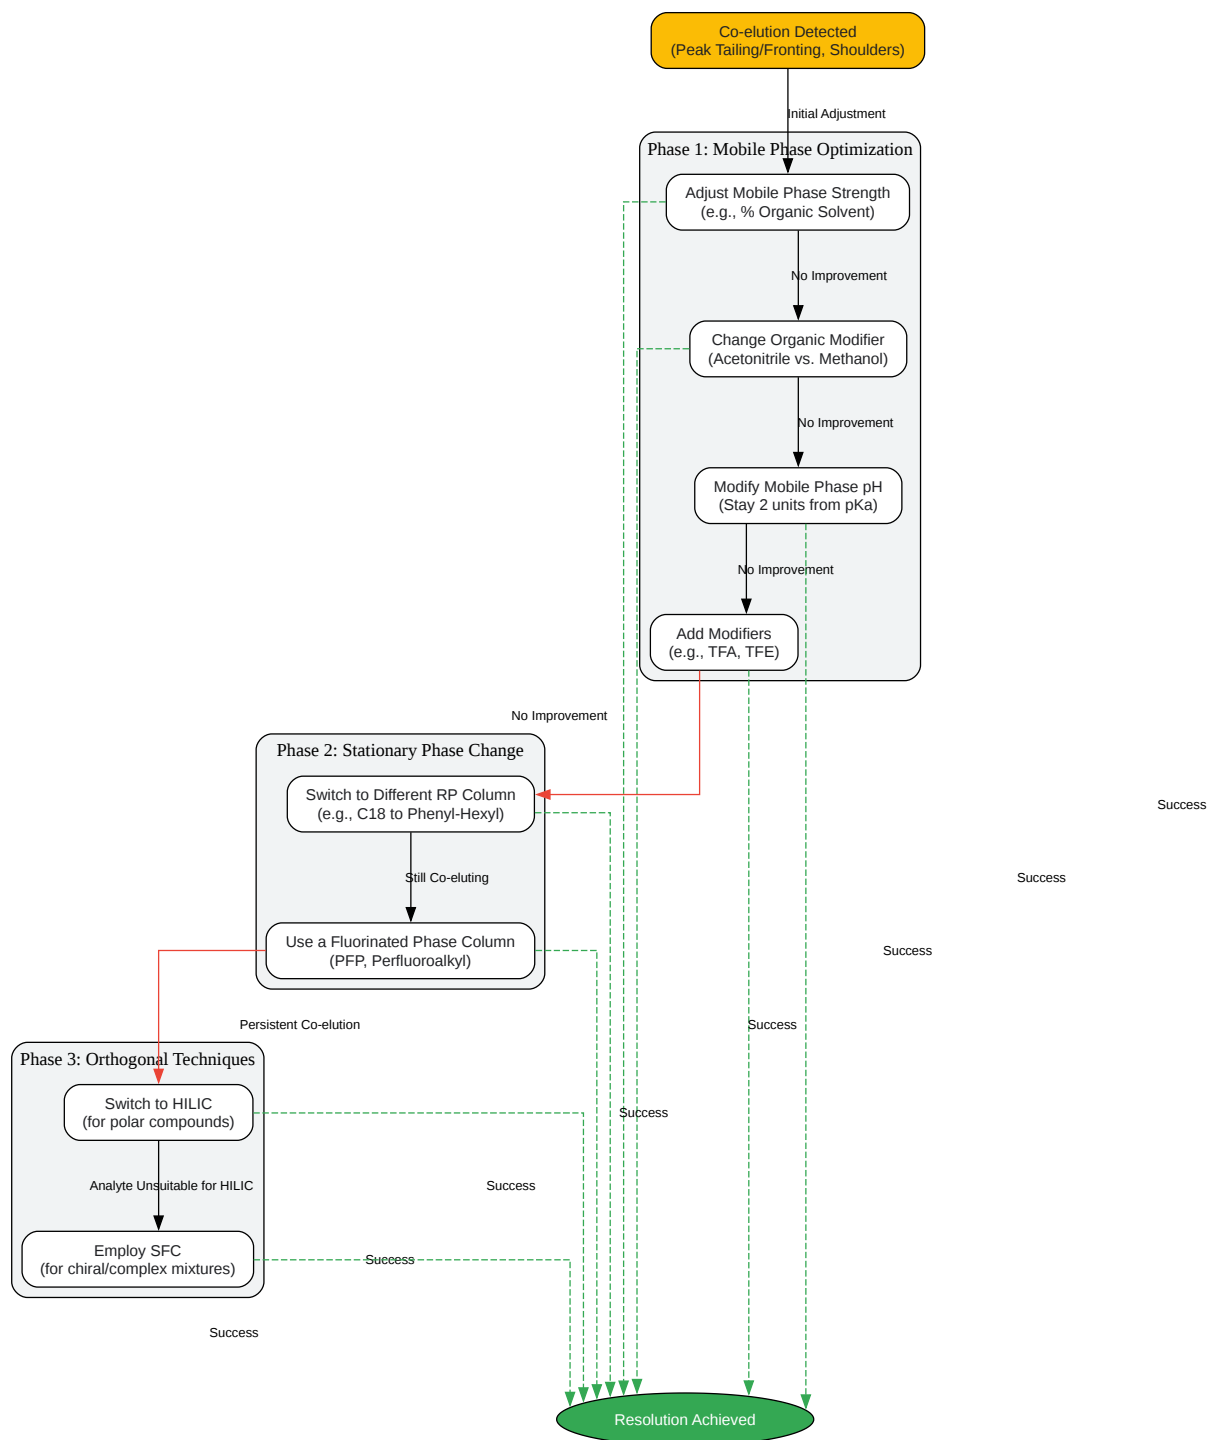 Co-elution Detected
(Peak Tailing/Fronting, Shoulders)
Initial Adjustment
Phase 1: Mobile Phase Optimization
Adjust Mobile Phase Strength
(e.g., % Organic Solvent)
No Improvement
Change Organic Modifier
(Acetonitrile vs. Methanol)
No Improvement
Modify Mobile Phase pH
(Stay 2 units from pKa)
No Improvement
Add Modifiers
(e.g., TFA, TFE)
No Improvement
Phase 2: Stationary Phase Change
Switch to Different RP Column
(e.g., C18 to Phenyl-Hexyl)
Success
Still Co-eluting
Success
Use a Fluorinated Phase Column
(PFP, Perfluoroalkyl)
Success
Persistent Co-elution
Success
Phase 3: Orthogonal Techniques
Switch to HILIC
(for polar compounds)
Success
Analyte Unsuitable for HILIC
Success
Employ SFC
(for chiral/complex mixtures)
Success
Success
Resolution Achieved